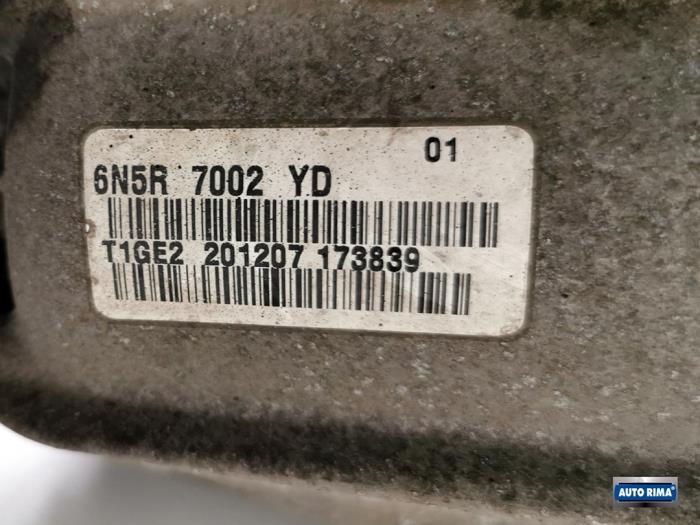 01
6N5R 7002 YD
T1GE2 201207 173839
AUTO RIMA